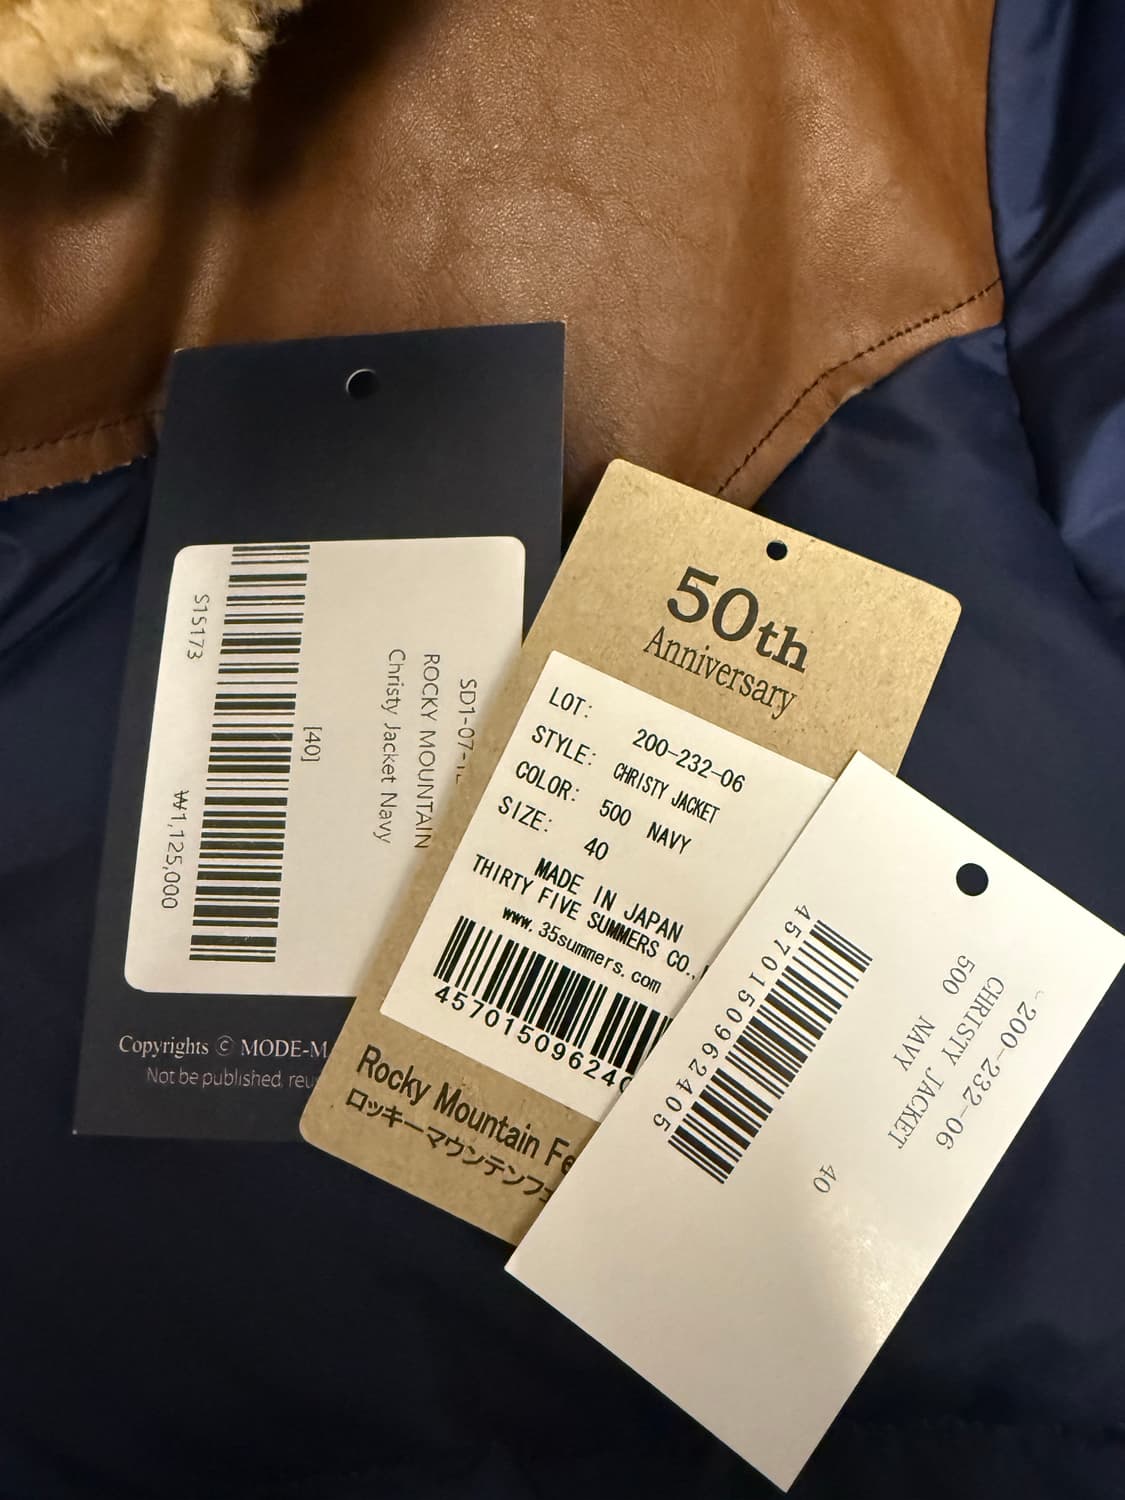 S15173
₩1,125,000
[40]
SD1-07-
ROCKY MOUNTAIN
Christy Jacket Navy
Copyrights © MODE-M
Not be published,
50th
Anniversary
LOT: 200-232-06
STYLE: CHRISTY JACKET
COLOR: 500 NAVY
SIZE: 40
MADE IN JAPAN
THIRTY FIVE SUMMERS CO.,
www.35summers.com
457015096240
Rocky Mountain Fe
ロッキーマウンテンフェ
200-232-06
CHRISTY JACKET
500 NAVY
40
4570150962405